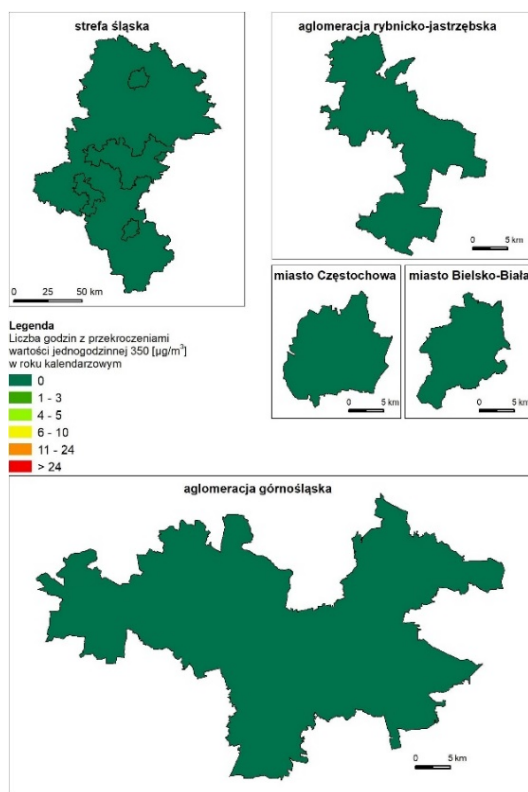 strefa śląska
0 25 50 km
aglomeracja rybnicko-jastrzębska
0 5 km
miasto Częstochowa
0 5 km
miasto Bielsko-Biała
0 5 km
Legenda
Liczba godzin z przekroczeniami
wartości jednogodzinnej 350 [µg/m³]
w roku kalendarzowym
0
1 - 3
4 - 5
6 - 10
11 - 24
> 24
aglomeracja górnośląska
0 5 km